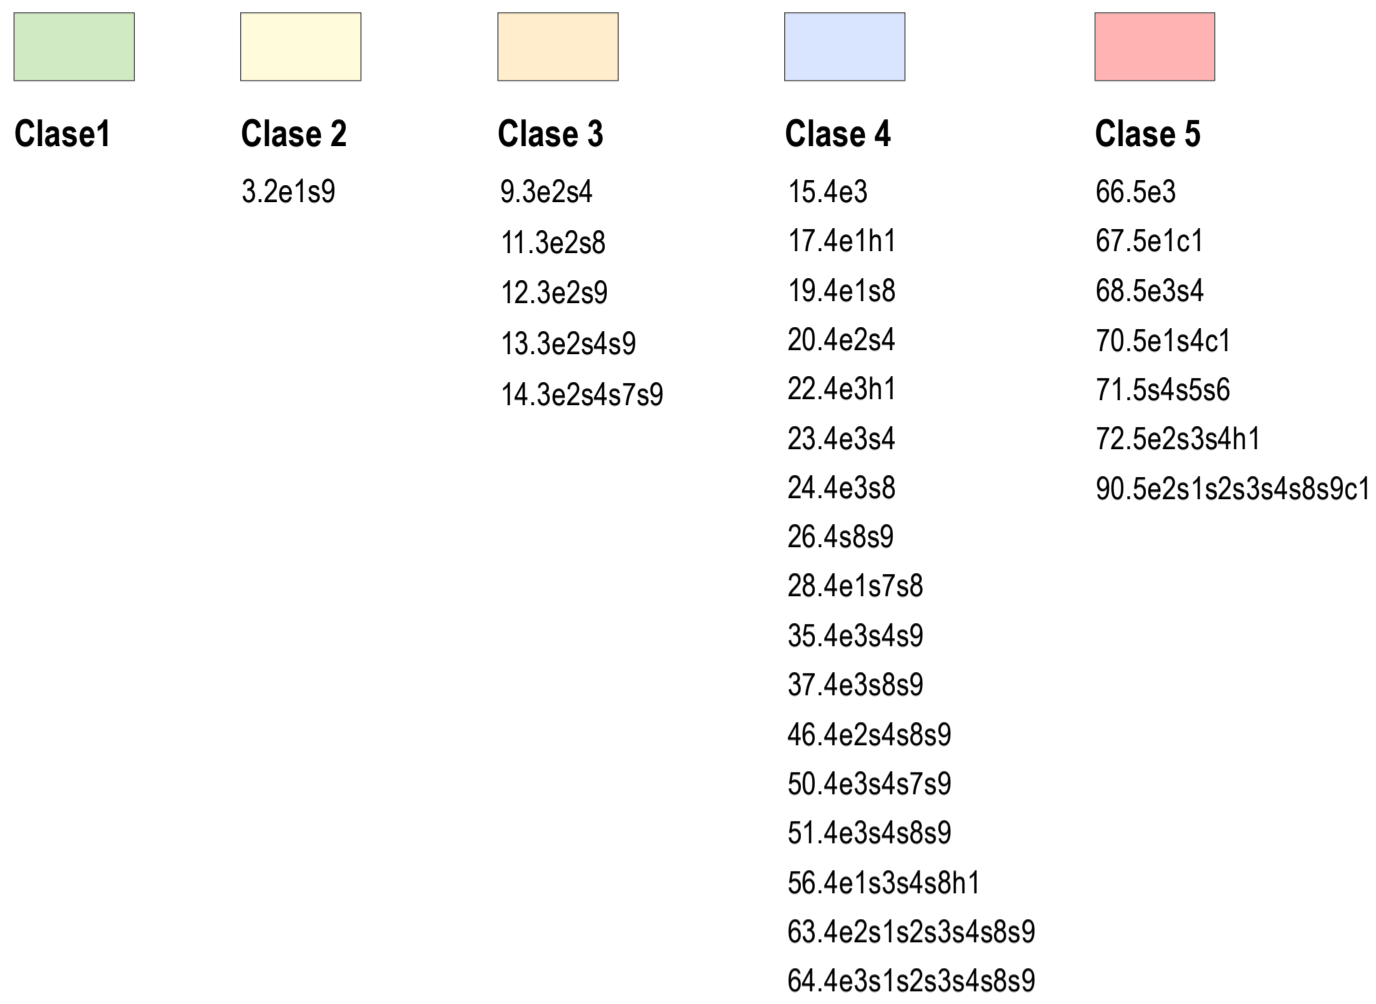 Clase1
Clase 2
3.2e1s9
Clase 3
9.3e2s4
11.3e2s8
12.3e2s9
13.3e2s4s9
14.3e2s4s7s9
Clase 4
15.4e3
17.4e1h1
19.4e1s8
20.4e2s4
22.4e3h1
23.4e3s4
24.4e3s8
26.4s8s9
28.4e1s7s8
35.4e3s4s9
37.4e3s8s9
46.4e2s4s8s9
50.4e3s4s7s9
51.4e3s4s8s9
56.4e1s3s4s8h1
63.4e2s1s2s3s4s8s9
64.4e3s1s2s3s4s8s9
Clase 5
66.5e3
67.5e1c1
68.5e3s4
70.5e1s4c1
71.5s4s5s6
72.5e2s3s4h1
90.5e2s1s2s3s4s8s9c1